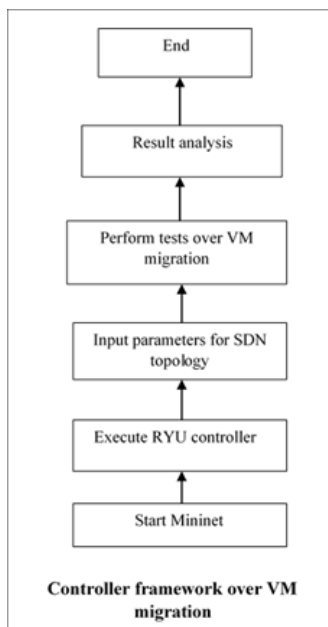 End
Result analysis
Perform tests over VM
migration
Input parameters for SDN
topology
Execute RYU controller
Start Mininet
Controller framework over VM
migration